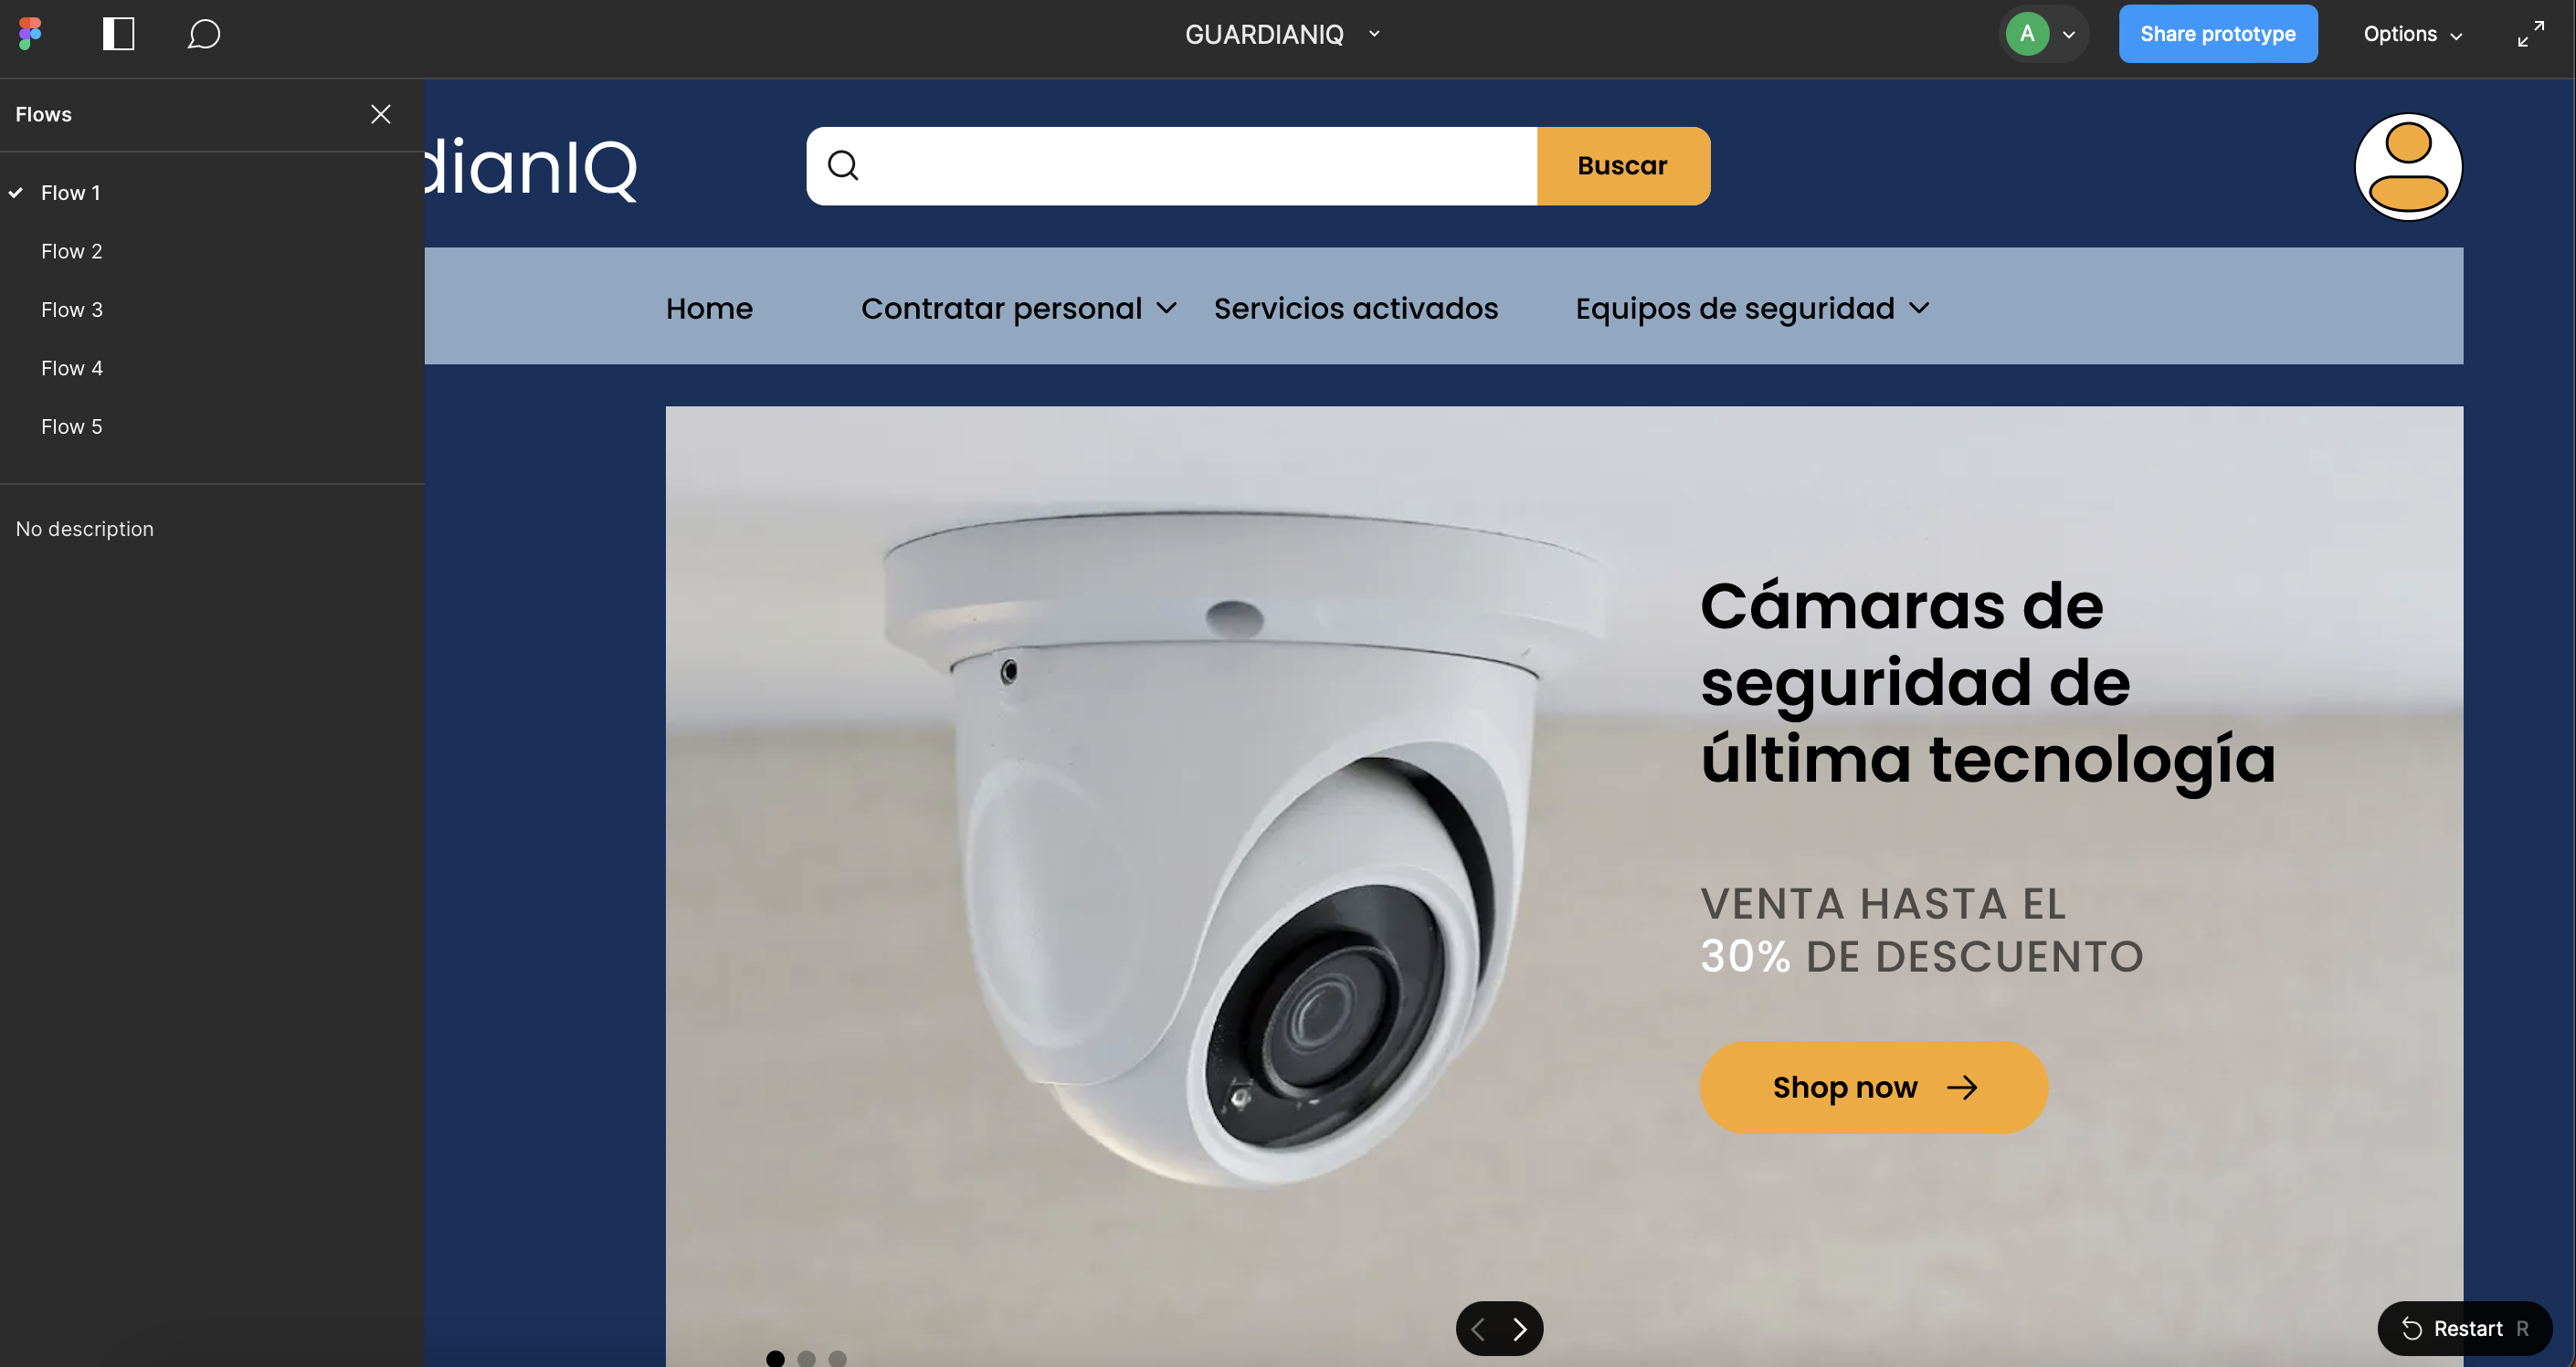 GUARDIANIQ
A
Share prototype
Options
Flows
Flow 1
Flow 2
Flow 3
Flow 4
Flow 5
No description
dianIQ
Buscar
Home
Contratar personal
Servicios activados
Equipos de seguridad
Cámaras de
seguridad de
última tecnología
VENTA HASTA EL
30% DE DESCUENTO
Shop now
Restart R